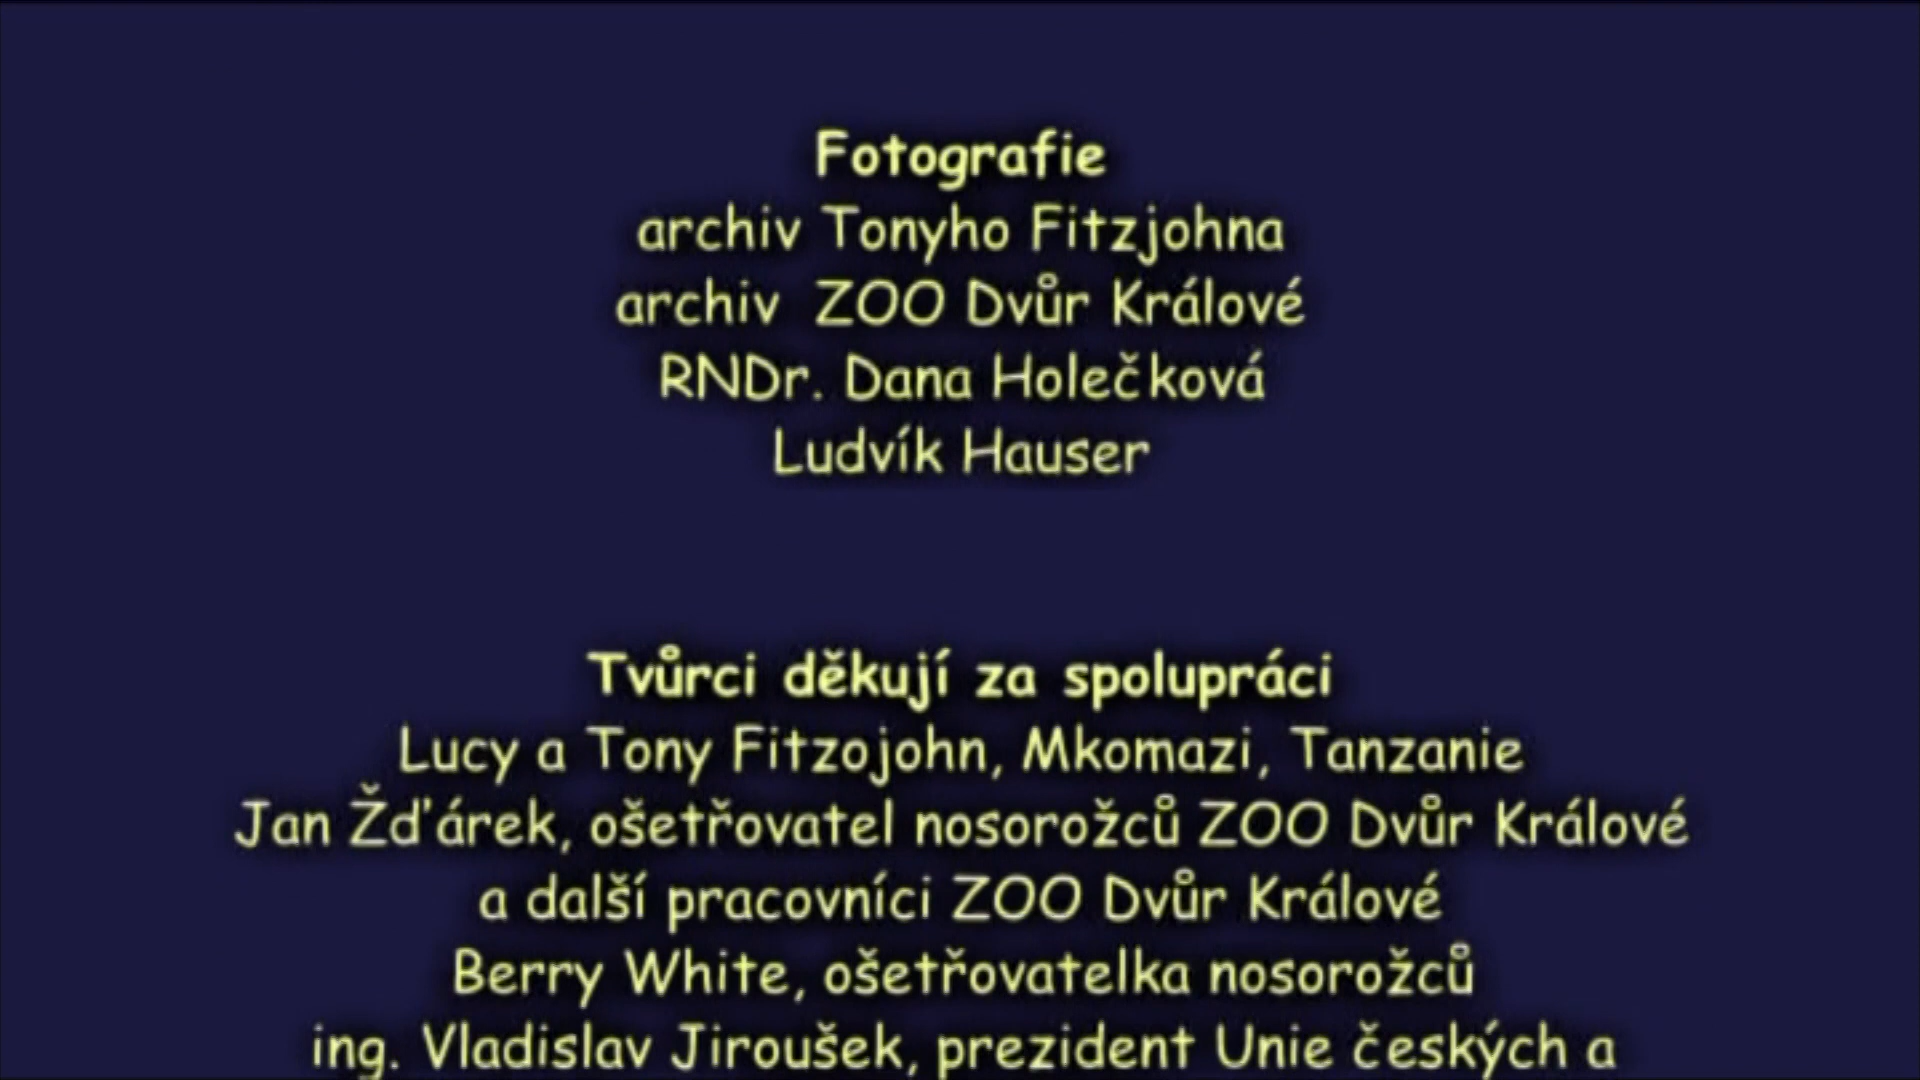 Fotografie
archiv Tonyho Fitzjohna
archiv ZOO Dvůr Králové
RNDr. Dana Holečková
Ludvík Hauser
Tvůrci děkují za spolupráci
Lucy a Tony Fitzojohn, Mkomazi, Tanzanie
Jan Žďárek, ošetřovatel nosorožců ZOO Dvůr Králové
a další pracovníci ZOO Dvůr Králové
Berry White, ošetřovatelka nosorožců
ing. Vladislav Jiroušek, prezident Unie českých a